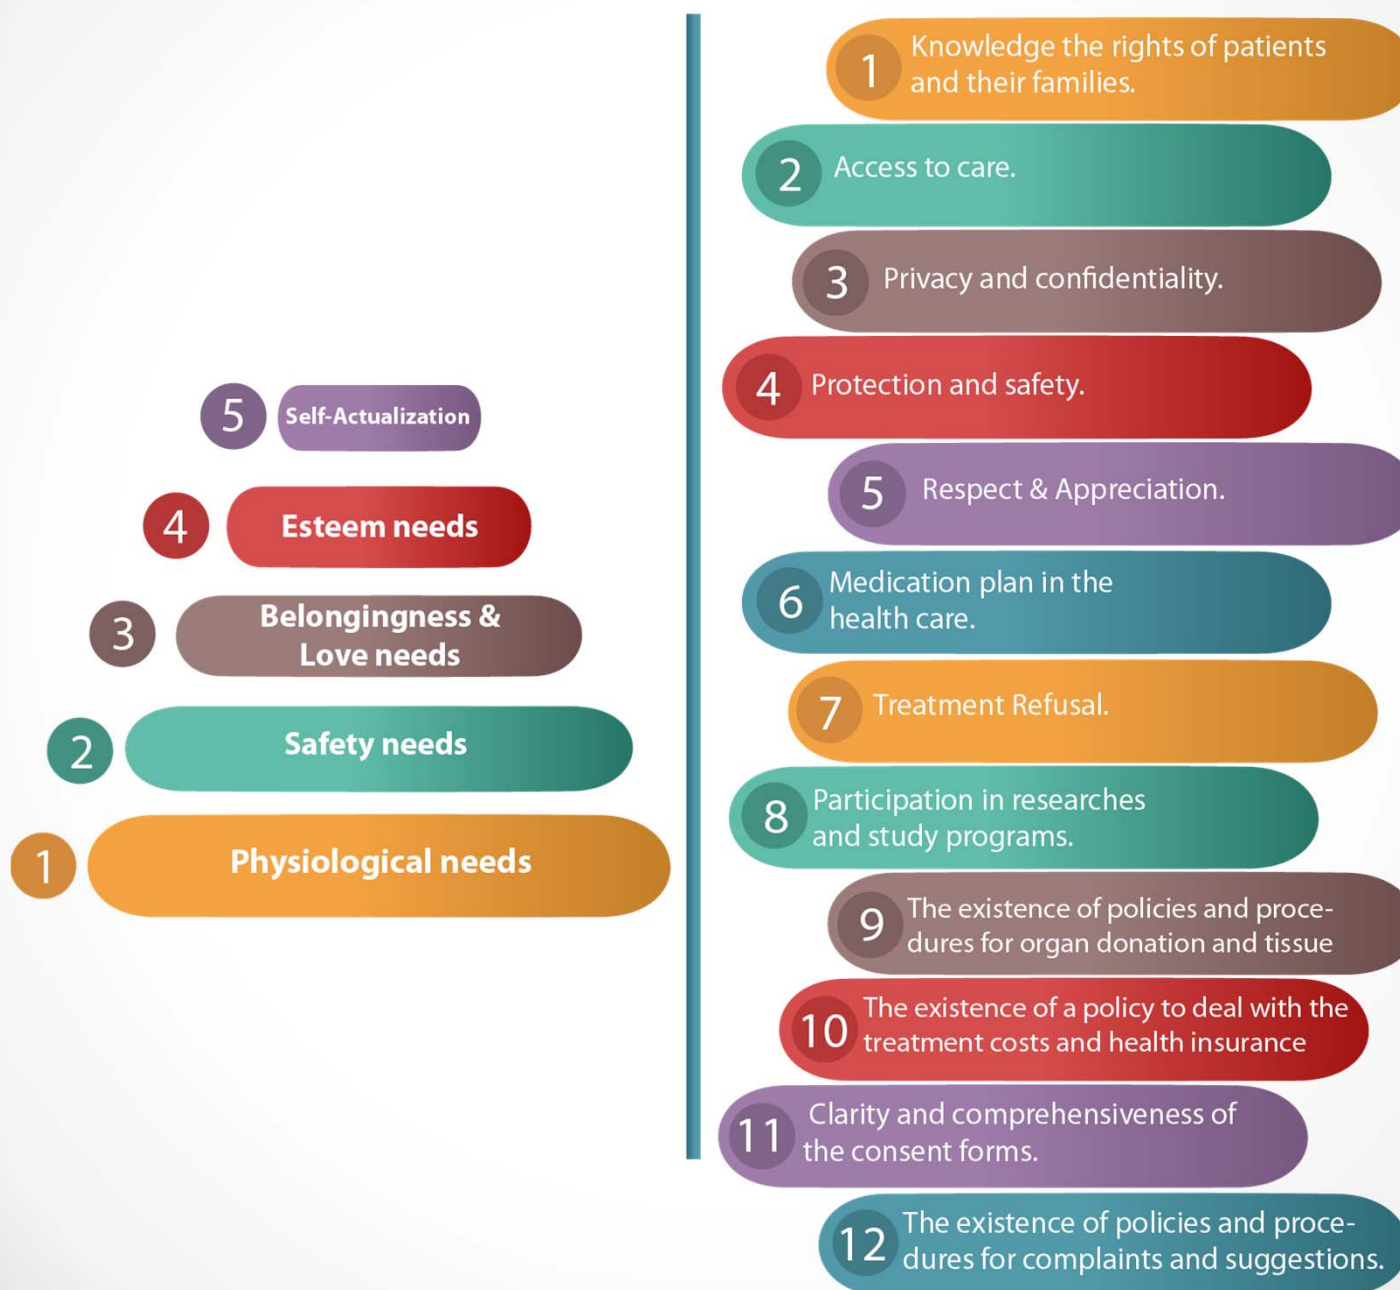 5
Self-Actualization
4
Esteem needs
3
Belongingness &
Love needs
2
Safety needs
1
Physiological needs
1
Knowledge the rights of patients
and their families.
2
Access to care.
3
Privacy and confidentiality.
4
Protection and safety.
5
Respect & Appreciation.
6
Medication plan in the
health care.
7
Treatment Refusal.
8
Participation in researches
and study programs.
9
The existence of policies and proce-
dures for organ donation and tissue
10
The existence of a policy to deal with the
treatment costs and health insurance
11
Clarity and comprehensiveness of
the consent forms.
12
The existence of policies and proce-
dures for complaints and suggestions.